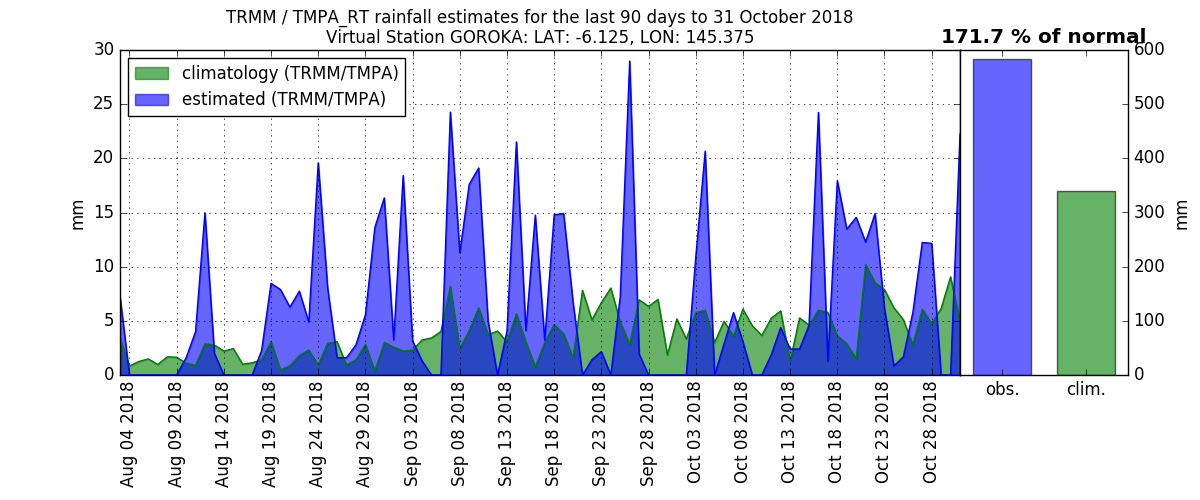 TRMM / TMPA_RT rainfall estimates for the last 90 days to 31 October 2018
Virtual Station GOROKA: LAT: -6.125, LON: 145.375
171.7 % of normal
climatology (TRMM/TMPA)
estimated (TRMM/TMPA)
mm
30
25
20
15
10
5
0
Aug 04 2018
Aug 09 2018
Aug 14 2018
Aug 19 2018
Aug 24 2018
Aug 29 2018
Sep 03 2018
Sep 08 2018
Sep 13 2018
Sep 18 2018
Sep 23 2018
Sep 28 2018
Oct 03 2018
Oct 08 2018
Oct 13 2018
Oct 18 2018
Oct 23 2018
Oct 28 2018
obs.
clim.
600
500
400
300
200
100
0
mm